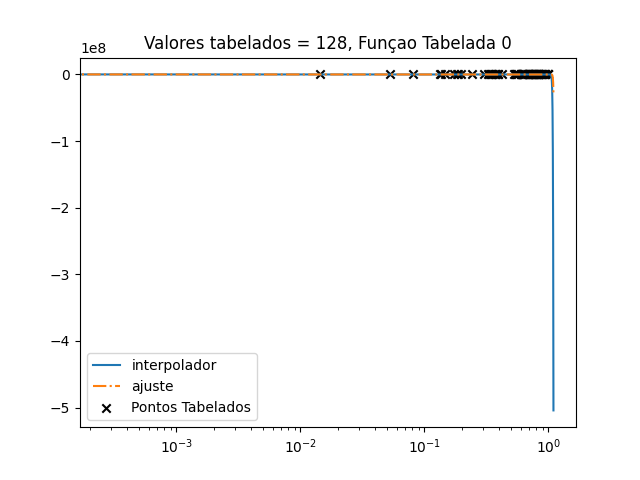 Valores tabelados = 128, Funçao Tabelada 0
1e8
0
−1
−2
−3
−4
−5
interpolador
ajuste
Pontos Tabelados
10⁻³
10⁻²
10⁻¹
10⁰